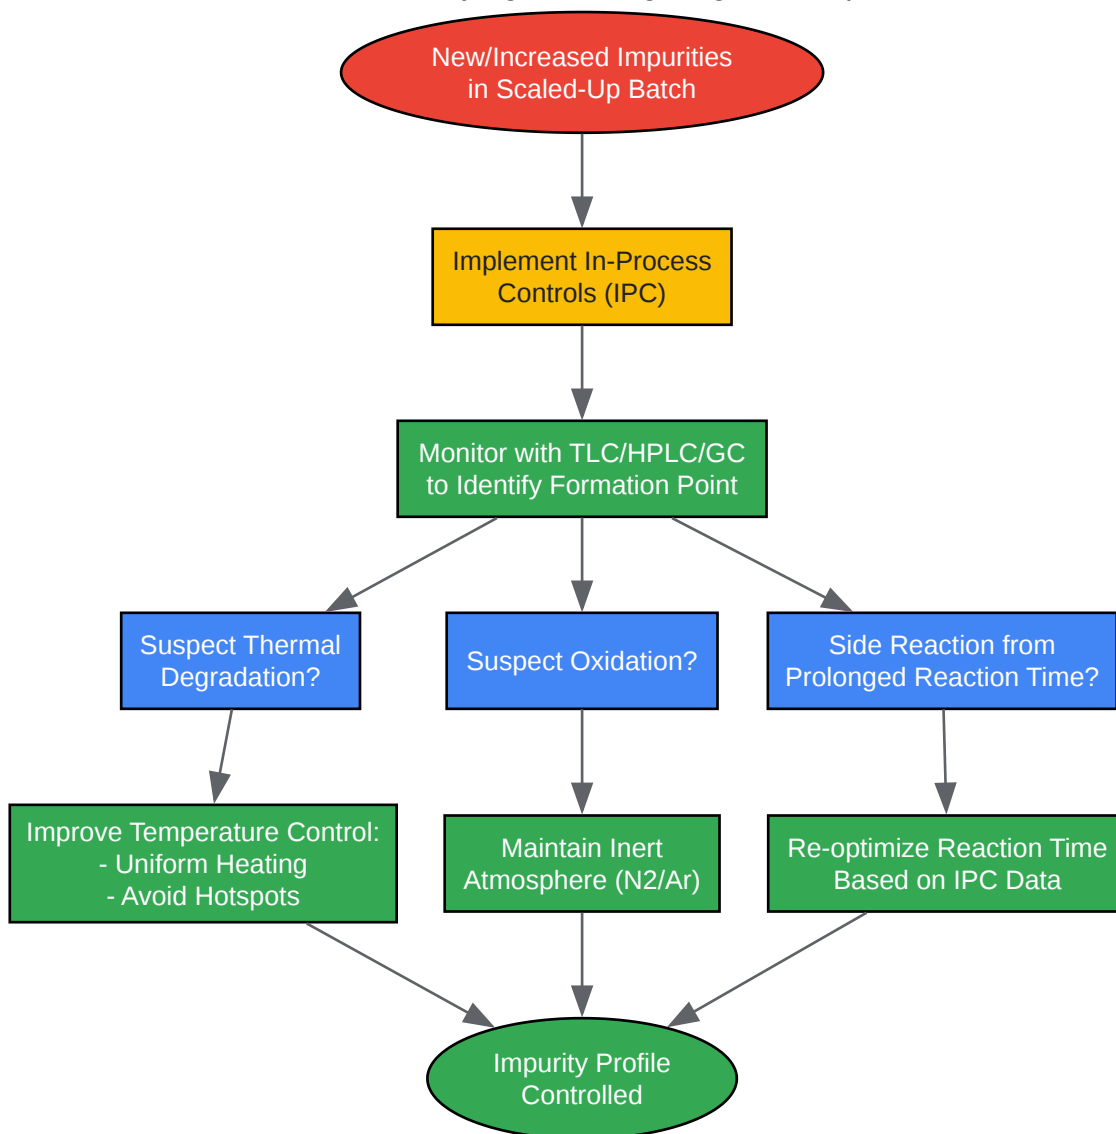 New/Increased Impurities
in Scaled-Up Batch
Implement In-Process
Controls (IPC)
Monitor with TLC/HPLC/GC
to Identify Formation Point
Suspect Thermal
Degradation?
Suspect Oxidation?
Side Reaction from
Prolonged Reaction Time?
Improve Temperature Control:
- Uniform Heating
- Avoid Hotspots
Maintain Inert
Atmosphere (N2/Ar)
Re-optimize Reaction Time
Based on IPC Data
Impurity Profile
Controlled